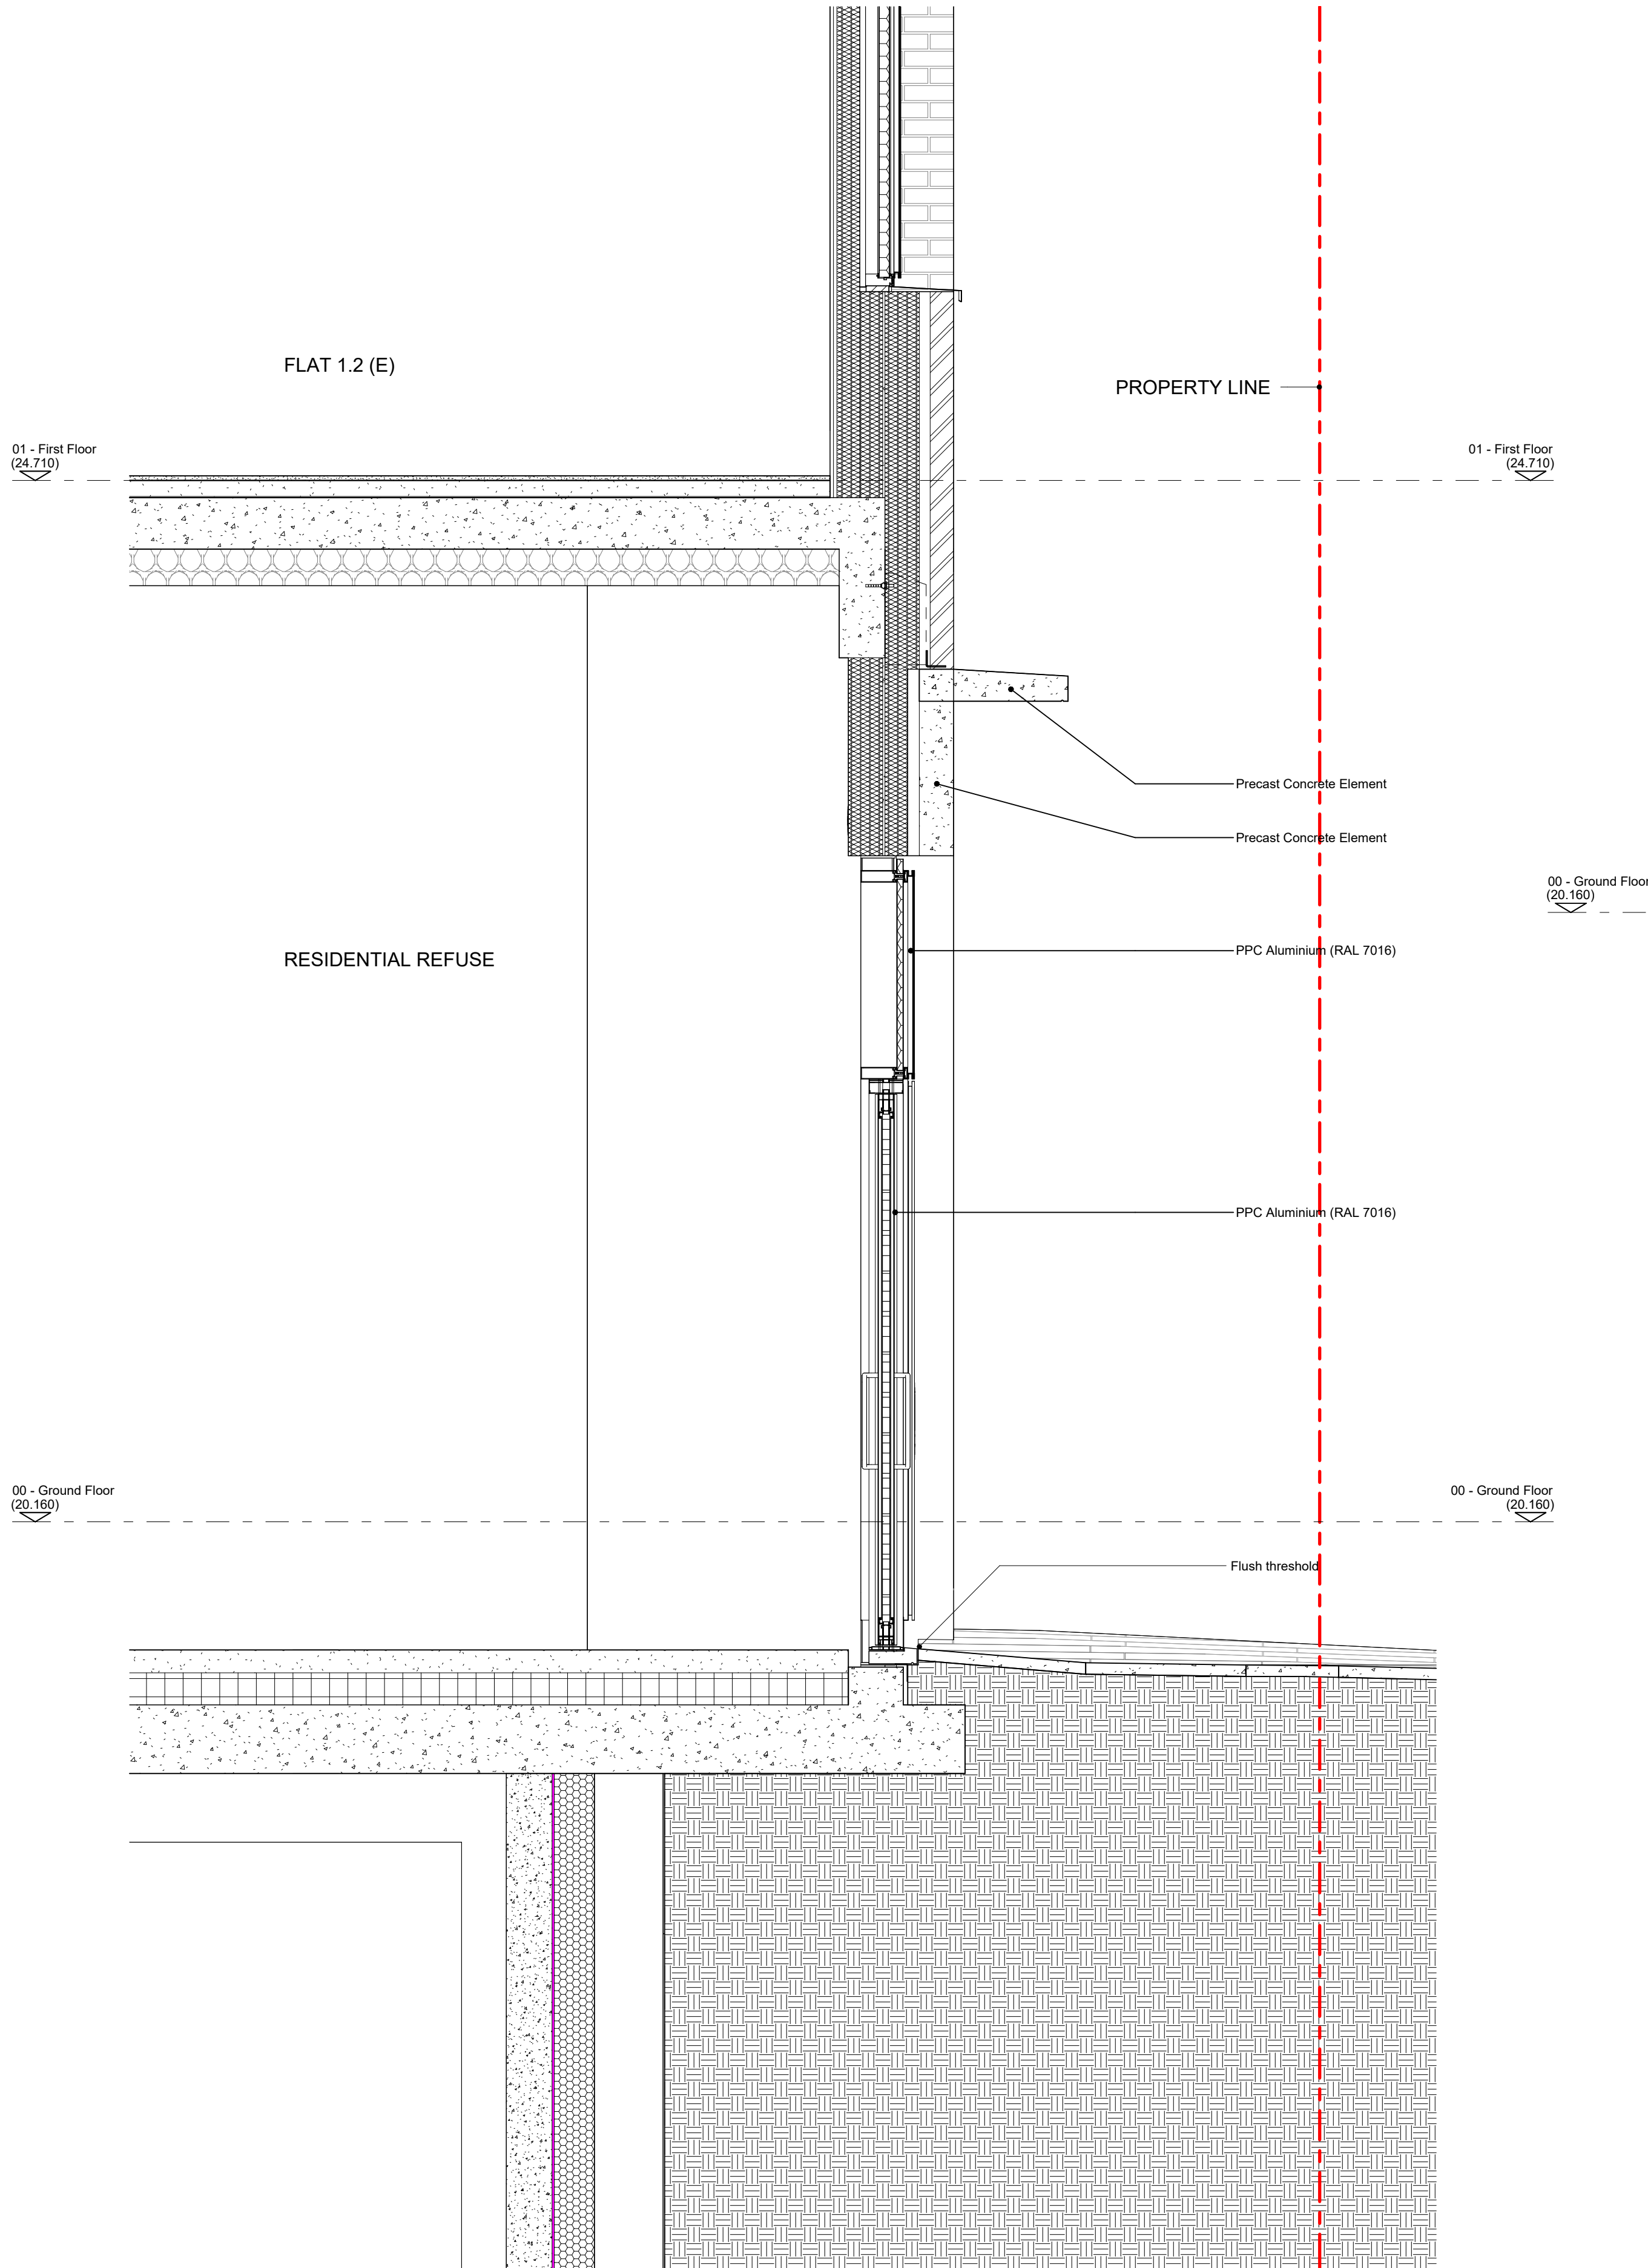 FLAT 1.2 (E)
PROPERTY LINE
01 - First Floor
(24.710)
01 - First Floor
(24.710)
Precast Concrete Element
Precast Concrete Element
00 - Ground Floor
(20.160)
PPC Aluminium (RAL 7016)
RESIDENTIAL REFUSE
PPC Aluminium (RAL 7016)
00 - Ground Floor
(20.160)
00 - Ground Floor
(20.160)
Flush threshold